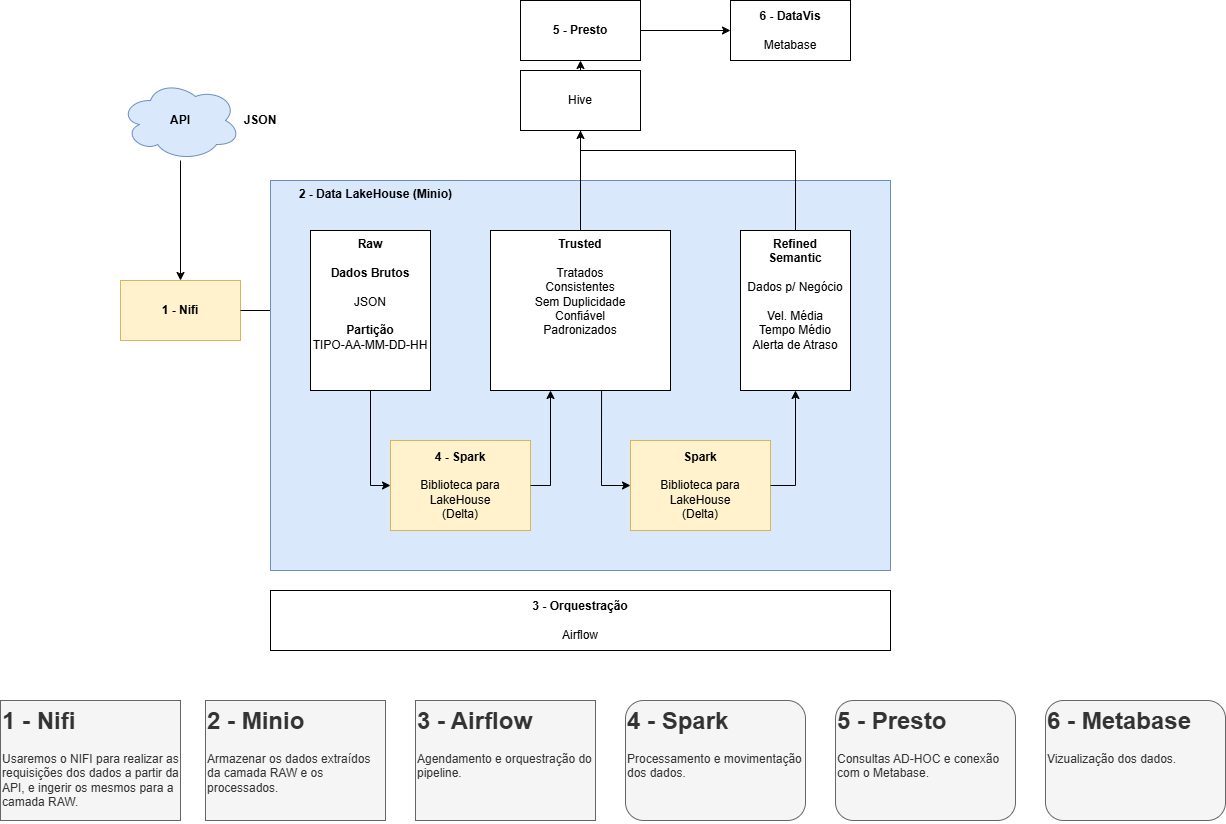 5 - Presto
6 - DataVis
Metabase
Hive
API
JSON
2 - Data LakeHouse (Minio)
Raw
Dados Brutos
JSON
Partição
TIPO-AA-MM-DD-HH
Trusted
Tratados
Consistentes
Sem Duplicidade
Confiável
Padronizados
Refined
Semantic
Dados p/ Negócio
Vel. Média
Tempo Médio
Alerta de Atraso
1 - Nifi
4 - Spark
Biblioteca para
LakeHouse
(Delta)
Spark
Biblioteca para
LakeHouse
(Delta)
3 - Orquestração
Airflow
1 - Nifi
Usaremos o NIFI para realizar as
requisições dos dados a partir da
API, e ingerir os mesmos para a
camada RAW.
2 - Minio
Armazenar os dados extraídos
da camada RAW e os
processados.
3 - Airflow
Agendamento e orquestração do
pipeline.
4 - Spark
Processamento e movimentação
dos dados.
5 - Presto
Consultas AD-HOC e conexão
com o Metabase.
6 - Metabase
Vizualização dos dados.